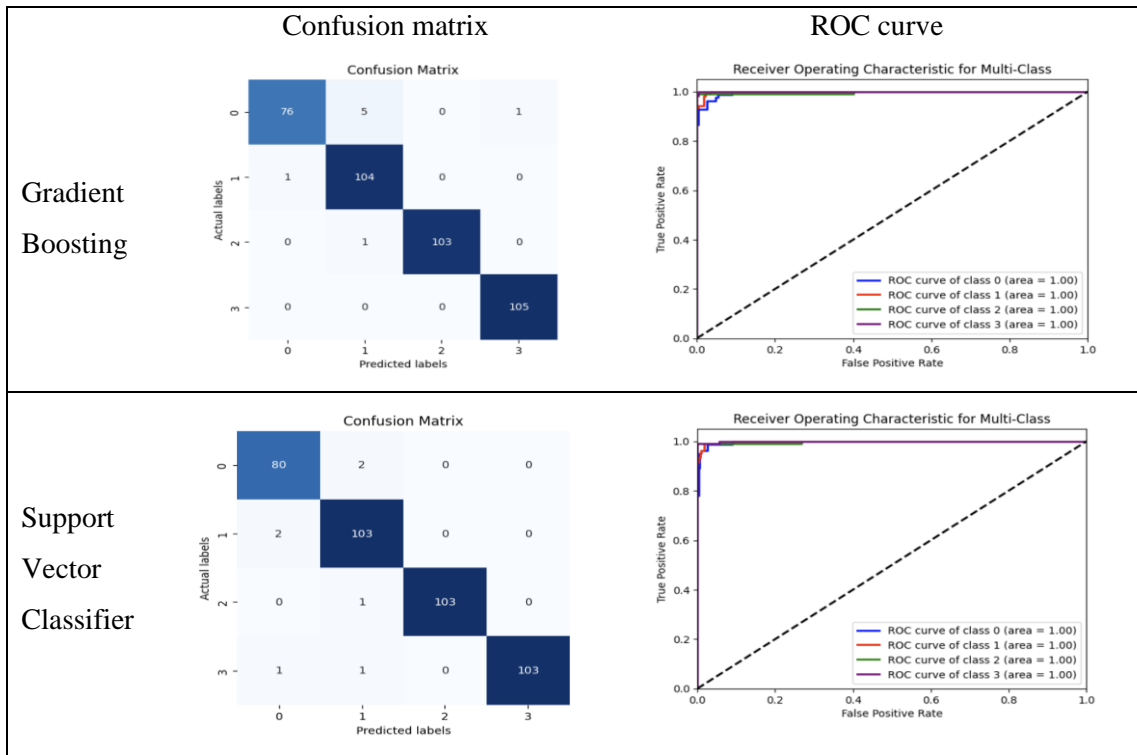 Confusion matrix
ROC curve
Gradient
Boosting
Confusion Matrix
Actual labels
0
76 5 0 1
1
1 104 0 0
2
0 1 103 0
3
0 0 0 105
0 1 2 3
Predicted labels
Receiver Operating Characteristic for Multi-Class
True Positive Rate
1.0
0.8
0.6
0.4
0.2
0.0
ROC curve of class 0 (area = 1.00)
ROC curve of class 1 (area = 1.00)
ROC curve of class 2 (area = 1.00)
ROC curve of class 3 (area = 1.00)
0.0 0.2 0.4 0.6 0.8 1.0
False Positive Rate
Support
Vector
Classifier
Confusion Matrix
Actual labels
0
80 2 0 0
1
2 103 0 0
2
0 1 103 0
3
1 1 0 103
0 1 2 3
Predicted labels
Receiver Operating Characteristic for Multi-Class
True Positive Rate
1.0
0.8
0.6
0.4
0.2
0.0
ROC curve of class 0 (area = 1.00)
ROC curve of class 1 (area = 1.00)
ROC curve of class 2 (area = 1.00)
ROC curve of class 3 (area = 1.00)
0.0 0.2 0.4 0.6 0.8 1.0
False Positive Rate